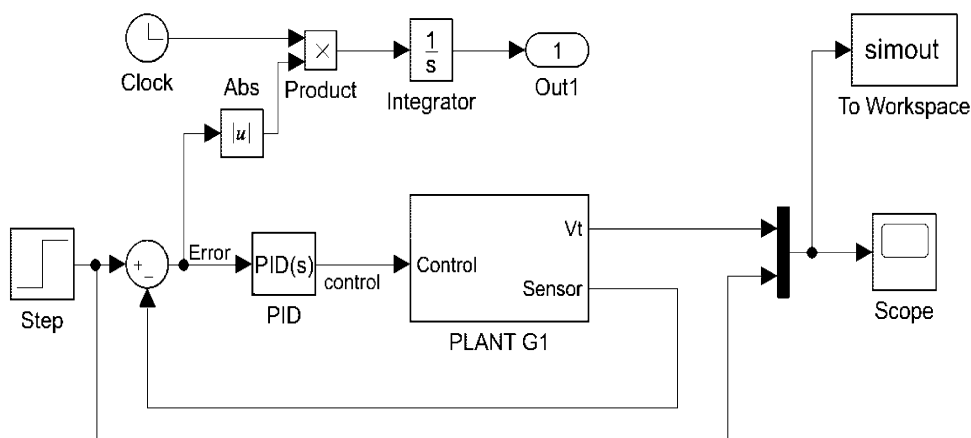 Clock
×
Product
1
s
Integrator
1
Out1
simout
To Workspace
Abs
|u|
Step
+
−
Error
PID(s)
PID
control
Control
Vt
Sensor
PLANT G1
Scope